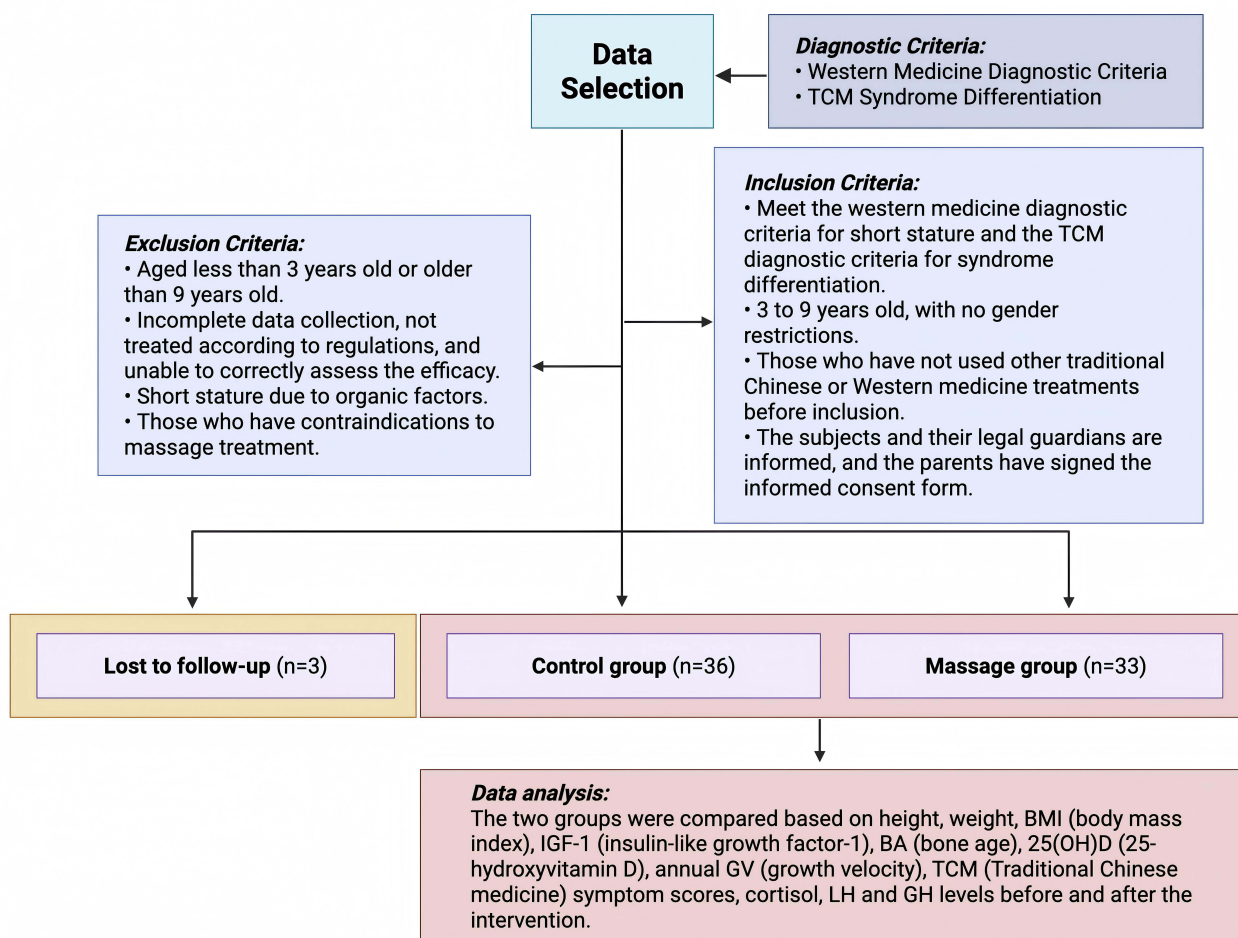 Data
Selection
Diagnostic Criteria:
• Western Medicine Diagnostic Criteria
• TCM Syndrome Differentiation
Inclusion Criteria:
• Meet the western medicine diagnostic
criteria for short stature and the TCM
diagnostic criteria for syndrome
differentiation.
• 3 to 9 years old, with no gender
restrictions.
• Those who have not used other traditional
Chinese or Western medicine treatments
before inclusion.
• The subjects and their legal guardians are
informed, and the parents have signed the
informed consent form.
Exclusion Criteria:
• Aged less than 3 years old or older
than 9 years old.
• Incomplete data collection, not
treated according to regulations, and
unable to correctly assess the efficacy.
• Short stature due to organic factors.
• Those who have contraindications to
massage treatment.
Lost to follow-up (n=3)
Control group (n=36)
Massage group (n=33)
Data analysis:
The two groups were compared based on height, weight, BMI (body mass
index), IGF-1 (insulin-like growth factor-1), BA (bone age), 25(OH)D (25-
hydroxyvitamin D), annual GV (growth velocity), TCM (Traditional Chinese
medicine) symptom scores, cortisol, LH and GH levels before and after the
intervention.